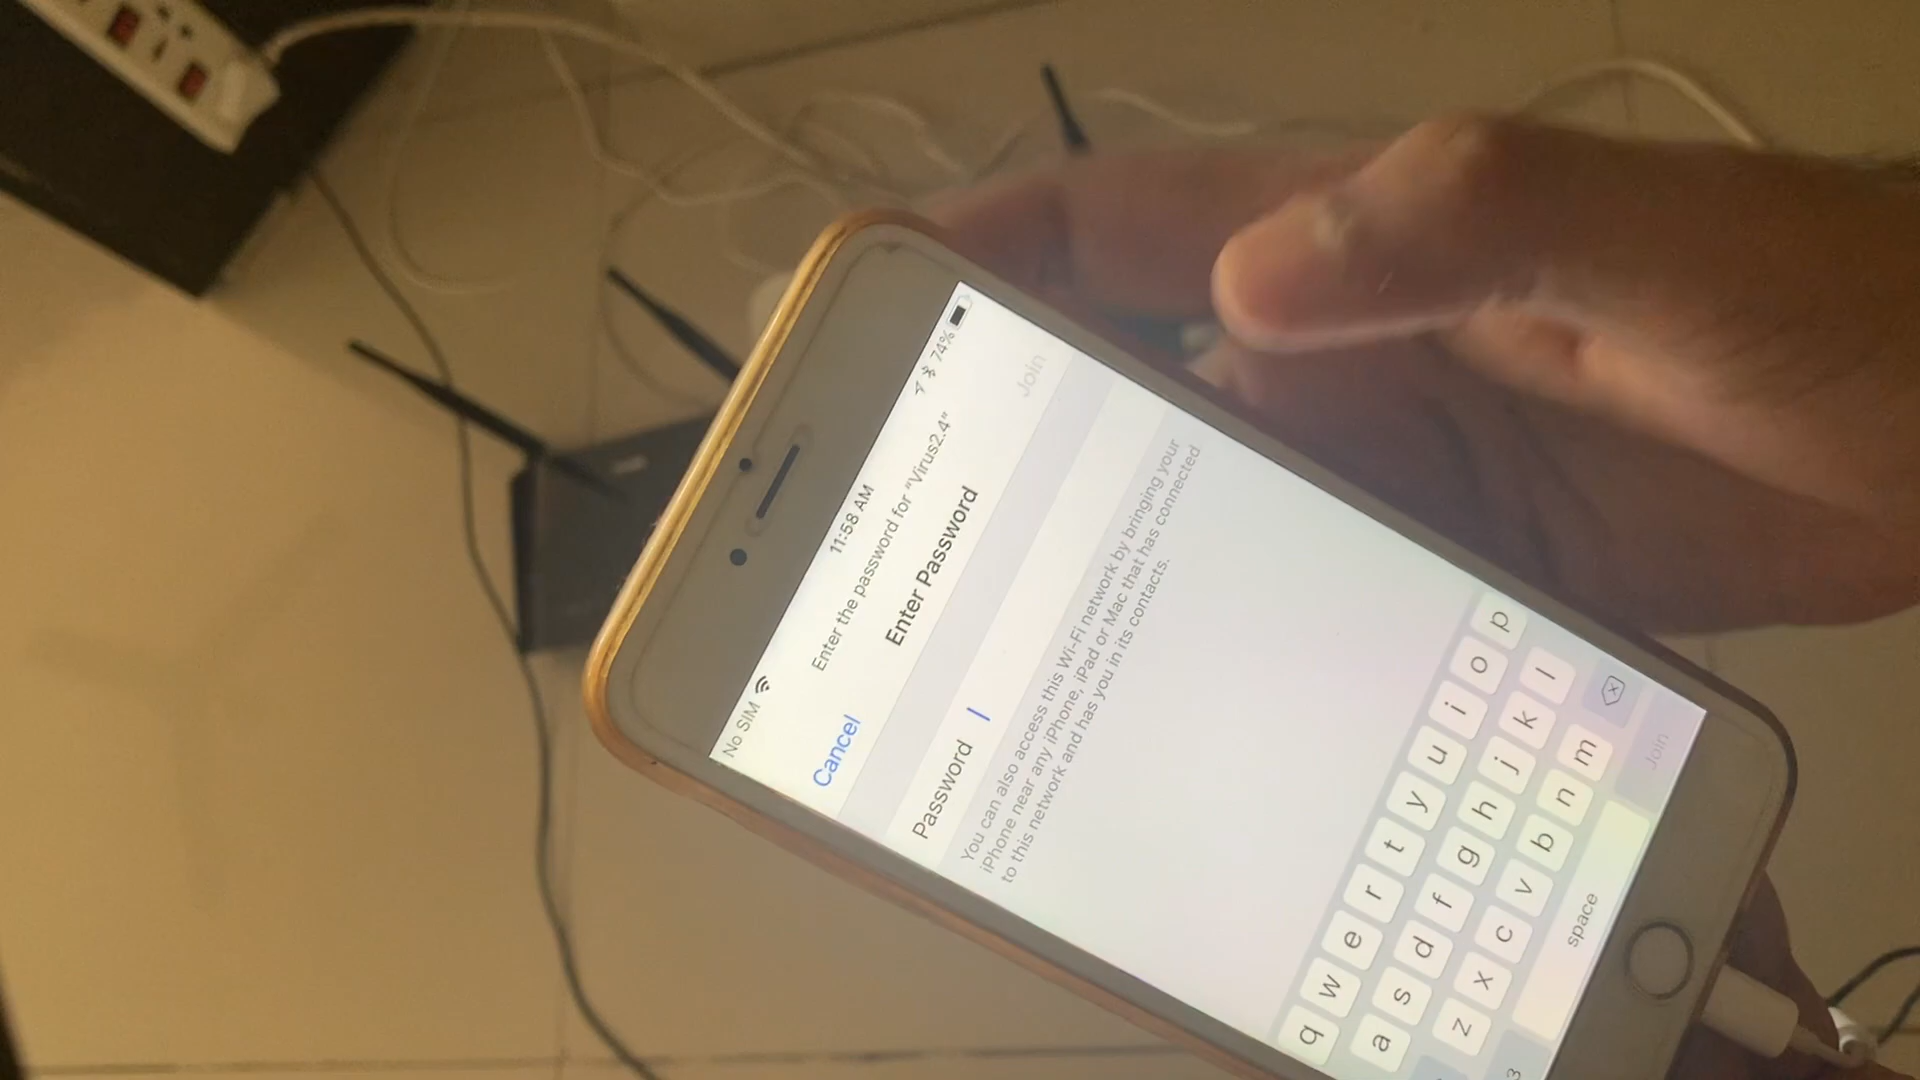 No SIM 11:58 AM 74%
Enter the password for “Virus2.4”
Cancel Enter Password Join
Password
You can also access this Wi-Fi network by bringing your
iPhone near any iPhone, iPad or Mac that has connected
to this network and has you in its contacts.
q w e r t y u i o p
a s d f g h j k l
z x c v b n m
space Join